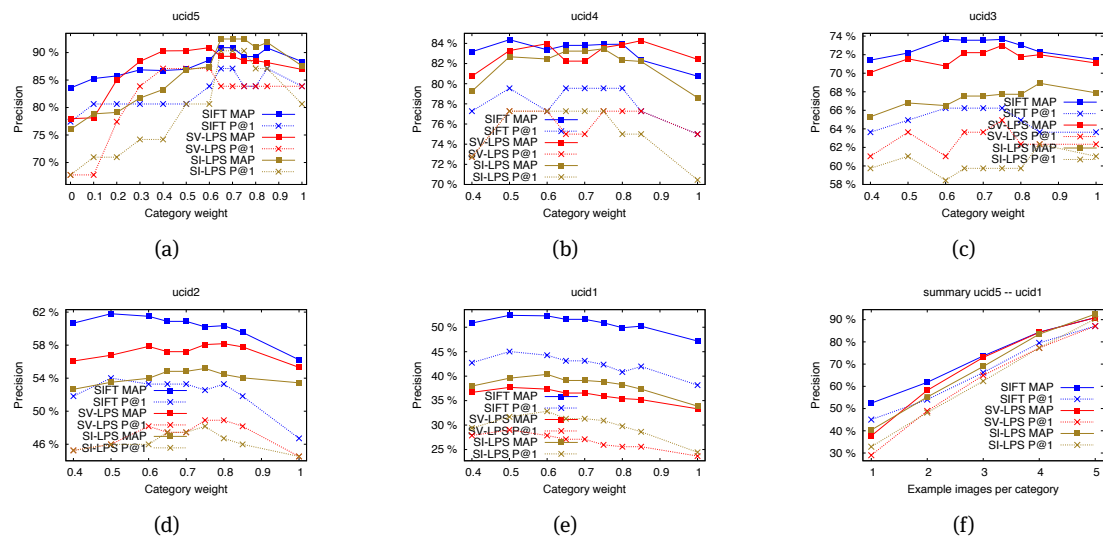 ucid5
Precision
90 %
85 %
80 %
75 %
70 %
SIFT MAP
SIFT P@1
SV-LPS MAP
SV-LPS P@1
SI-LPS MAP
SI-LPS P@1
0 0.1 0.2 0.3 0.4 0.5 0.6 0.7 0.8 0.9 1
Category weight
(a)
ucid4
Precision
84 %
82 %
80 %
78 %
76 %
74 %
72 %
70 %
SIFT MAP
SIFT P@1
SV-LPS MAP
SV-LPS P@1
SI-LPS MAP
SI-LPS P@1
0.4 0.5 0.6 0.7 0.8 0.9 1
Category weight
(b)
ucid3
Precision
74 %
72 %
70 %
68 %
66 %
64 %
62 %
60 %
58 %
SIFT MAP
SIFT P@1
SV-LPS MAP
SV-LPS P@1
SI-LPS MAP
SI-LPS P@1
0.4 0.5 0.6 0.7 0.8 0.9 1
Category weight
(c)
ucid2
Precision
62 %
58 %
54 %
50 %
46 %
SIFT MAP
SIFT P@1
SV-LPS MAP
SV-LPS P@1
SI-LPS MAP
SI-LPS P@1
0.4 0.5 0.6 0.7 0.8 0.9 1
Category weight
(d)
ucid1
Precision
50 %
45 %
40 %
35 %
30 %
25 %
SIFT MAP
SIFT P@1
SV-LPS MAP
SV-LPS P@1
SI-LPS MAP
SI-LPS P@1
0.4 0.5 0.6 0.7 0.8 0.9 1
Category weight
(e)
summary ucid5 -- ucid1
Precision
90 %
80 %
70 %
60 %
50 %
40 %
30 %
SIFT MAP
SIFT P@1
SV-LPS MAP
SV-LPS P@1
SI-LPS MAP
SI-LPS P@1
1 2 3 4 5
Example images per category
(f)